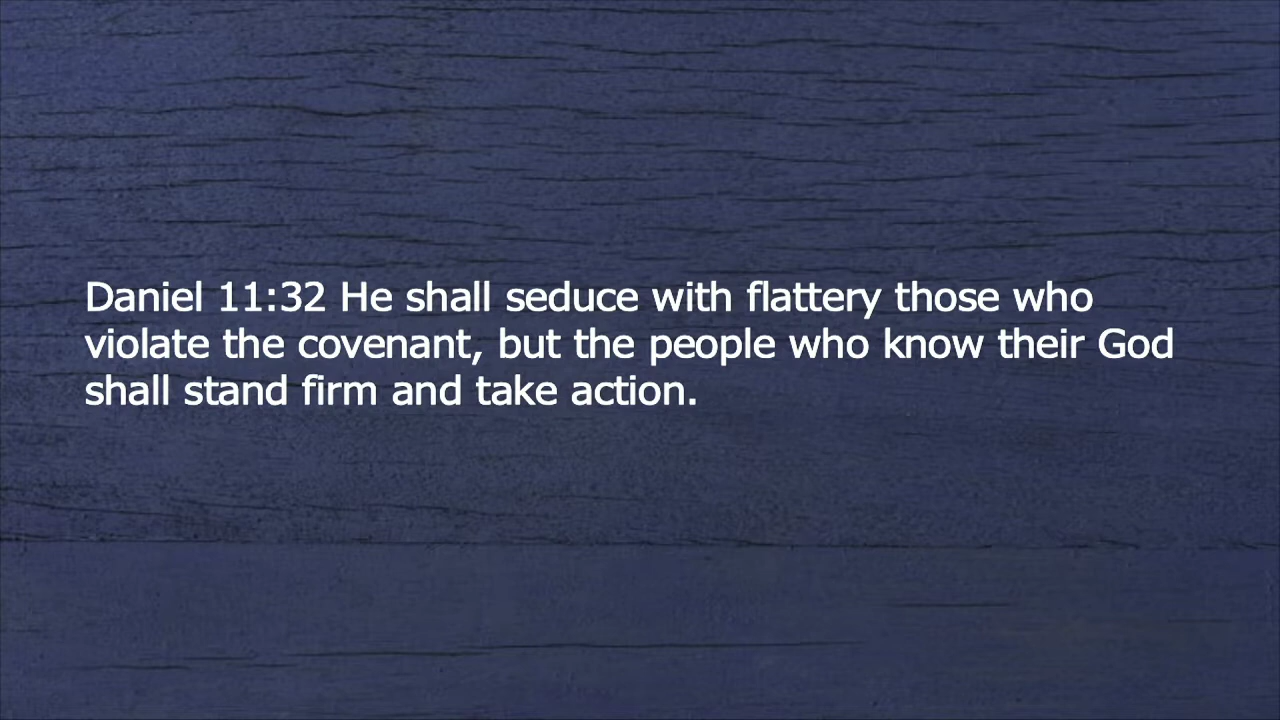 Daniel 11:32 He shall seduce with flattery those who
violate the covenant, but the people who know their God
shall stand firm and take action.